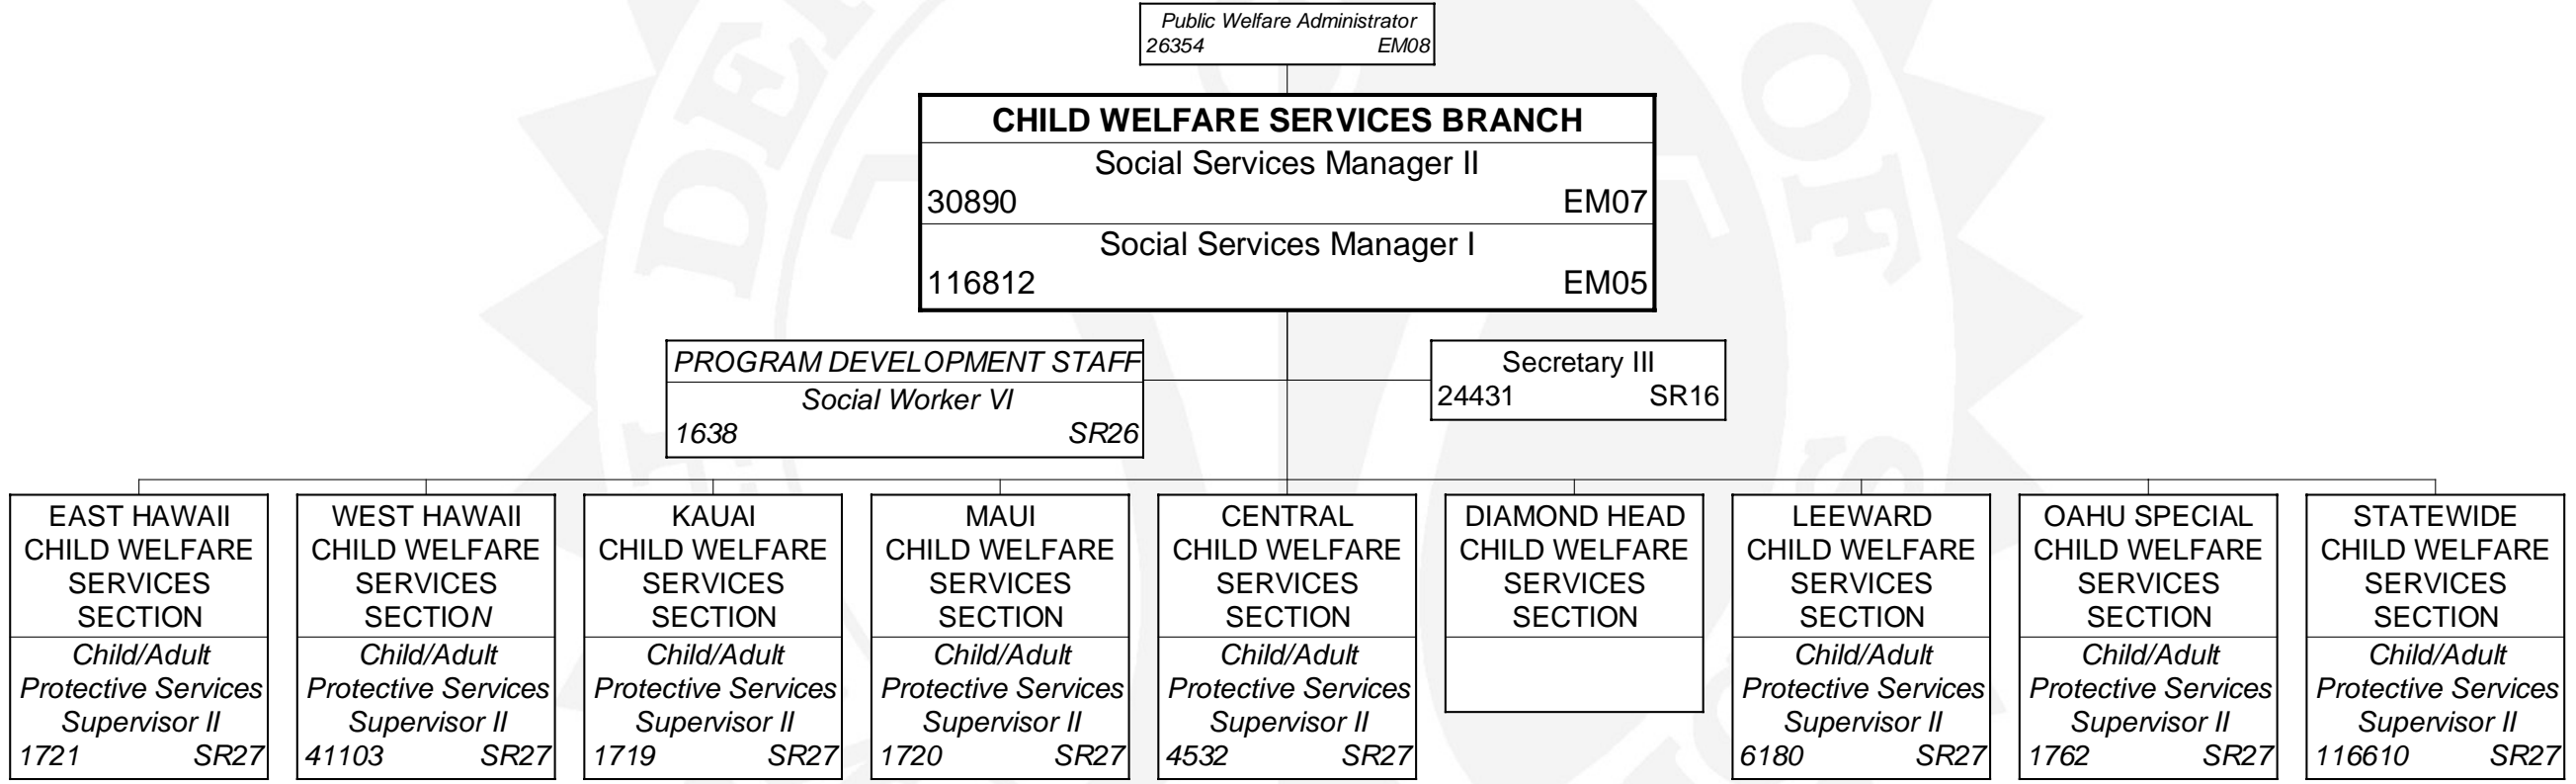 Public Welfare Administrator
26354 EM08
CHILD WELFARE SERVICES BRANCH
Social Services Manager II
30890 EM07
Social Services Manager I
116812 EM05
PROGRAM DEVELOPMENT STAFF
Social Worker VI
1638 SR26
Secretary III
24431 SR16
EAST HAWAII
CHILD WELFARE
SERVICES
SECTION
Child/Adult
Protective Services
Supervisor II
1721 SR27
WEST HAWAII
CHILD WELFARE
SERVICES
SECTION
Child/Adult
Protective Services
Supervisor II
41103 SR27
KAUAI
CHILD WELFARE
SERVICES
SECTION
Child/Adult
Protective Services
Supervisor II
1719 SR27
MAUI
CHILD WELFARE
SERVICES
SECTION
Child/Adult
Protective Services
Supervisor II
1720 SR27
CENTRAL
CHILD WELFARE
SERVICES
SECTION
Child/Adult
Protective Services
Supervisor II
4532 SR27
DIAMOND HEAD
CHILD WELFARE
SERVICES
SECTION
LEEWARD
CHILD WELFARE
SERVICES
SECTION
Child/Adult
Protective Services
Supervisor II
6180 SR27
OAHU SPECIAL
CHILD WELFARE
SERVICES
SECTION
Child/Adult
Protective Services
Supervisor II
1762 SR27
STATEWIDE
CHILD WELFARE
SERVICES
SECTION
Child/Adult
Protective Services
Supervisor II
116610 SR27